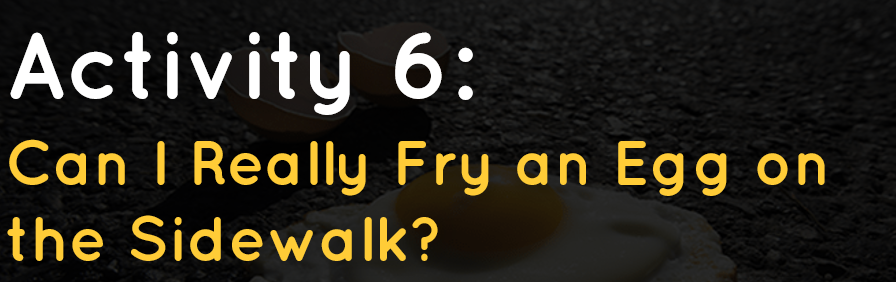 Activity 6:
Can I Really Fry an Egg on
the Sidewalk?